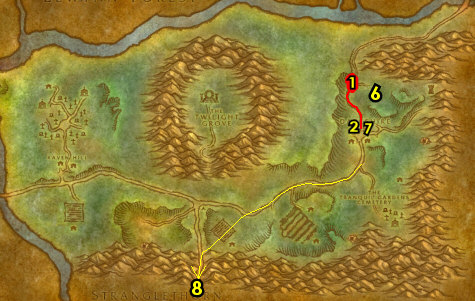 1
6
THE
TWILIGHT
GROVE
2 7
RAVEN HILL
THE
TRANQUIL GARDENS
CEMETERY
8
STRANGLETH